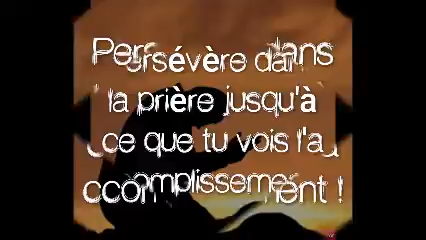 Persévère dans
la prière jusqu'à
ce que tu vois l'a
ccomplissement !